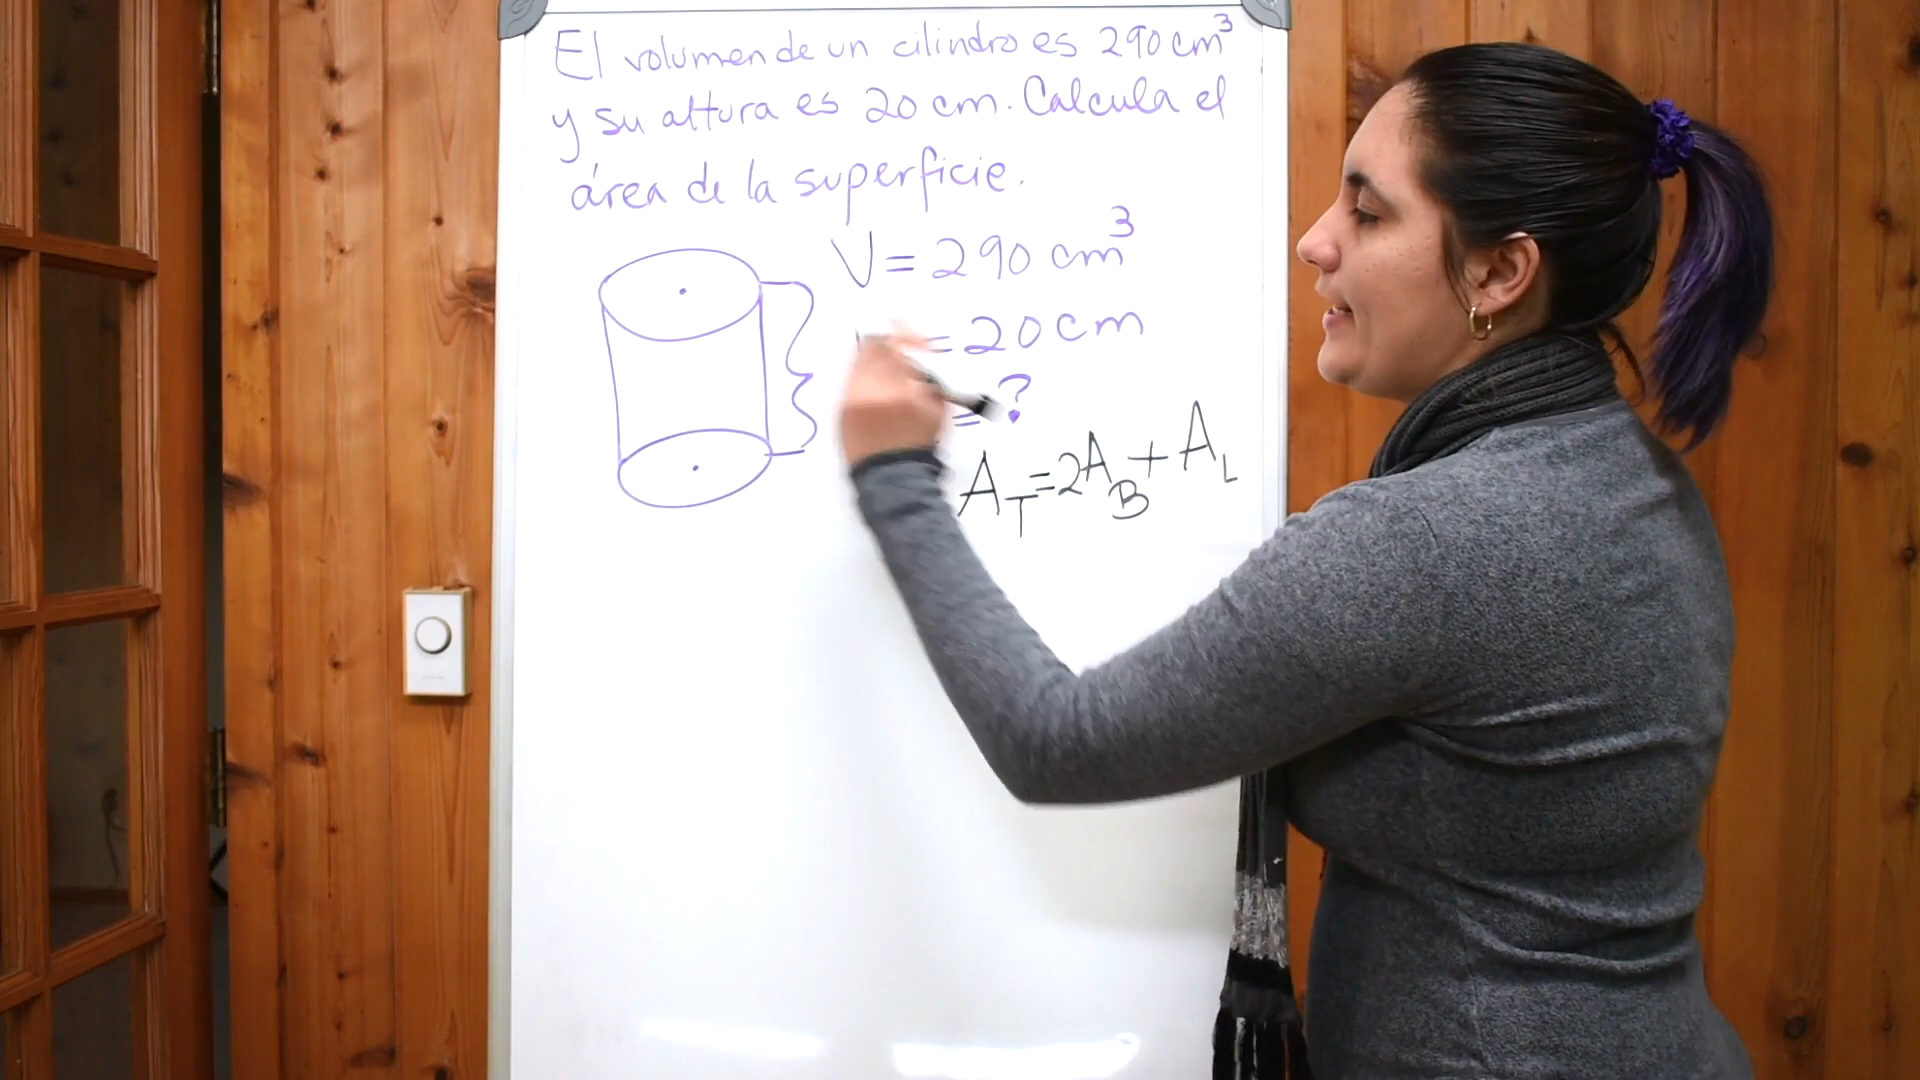 El volumen de un cilindro es 290 cm³
y su altura es 20 cm. Calcula el
área de la superficie.
V = 290 cm³
= 20 cm
= ?
A_T = 2A_B + A_L